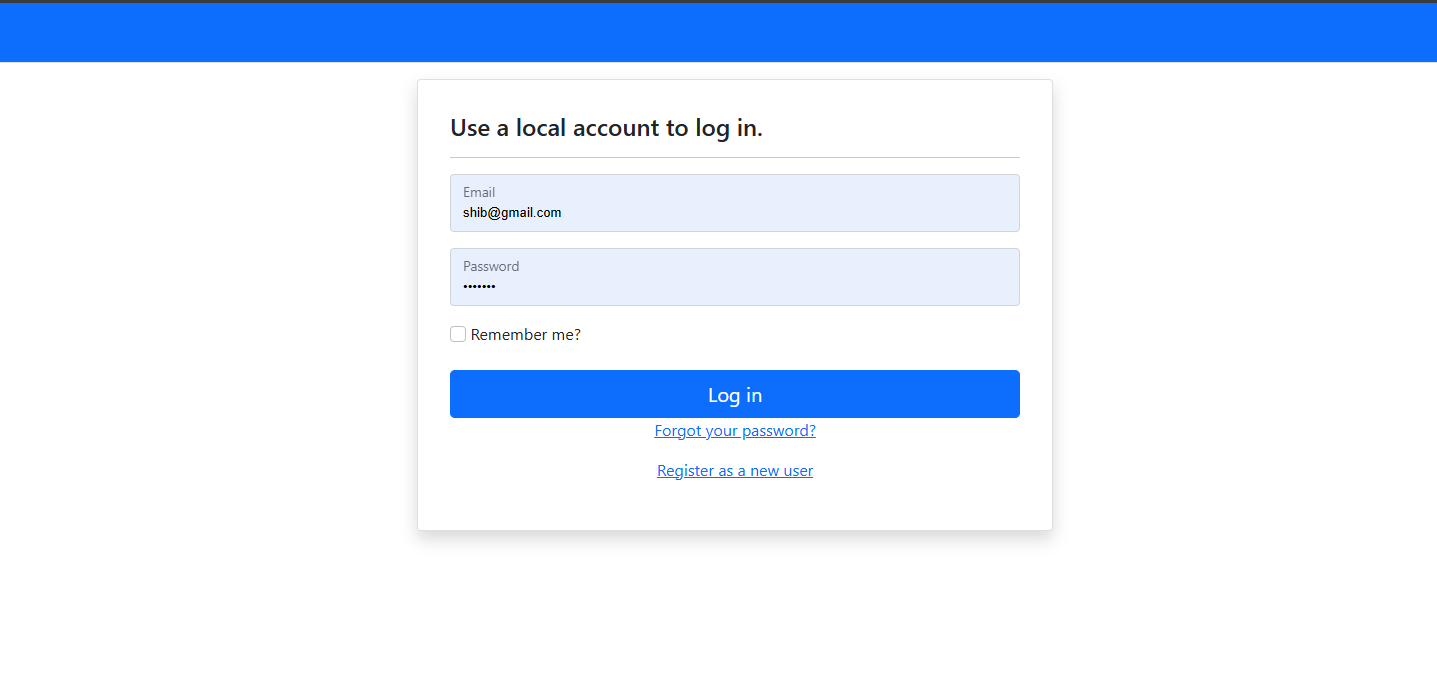 Use a local account to log in.
Email
shib@gmail.com
Password
•••••••
Remember me?
Log in
Forgot your password?
Register as a new user